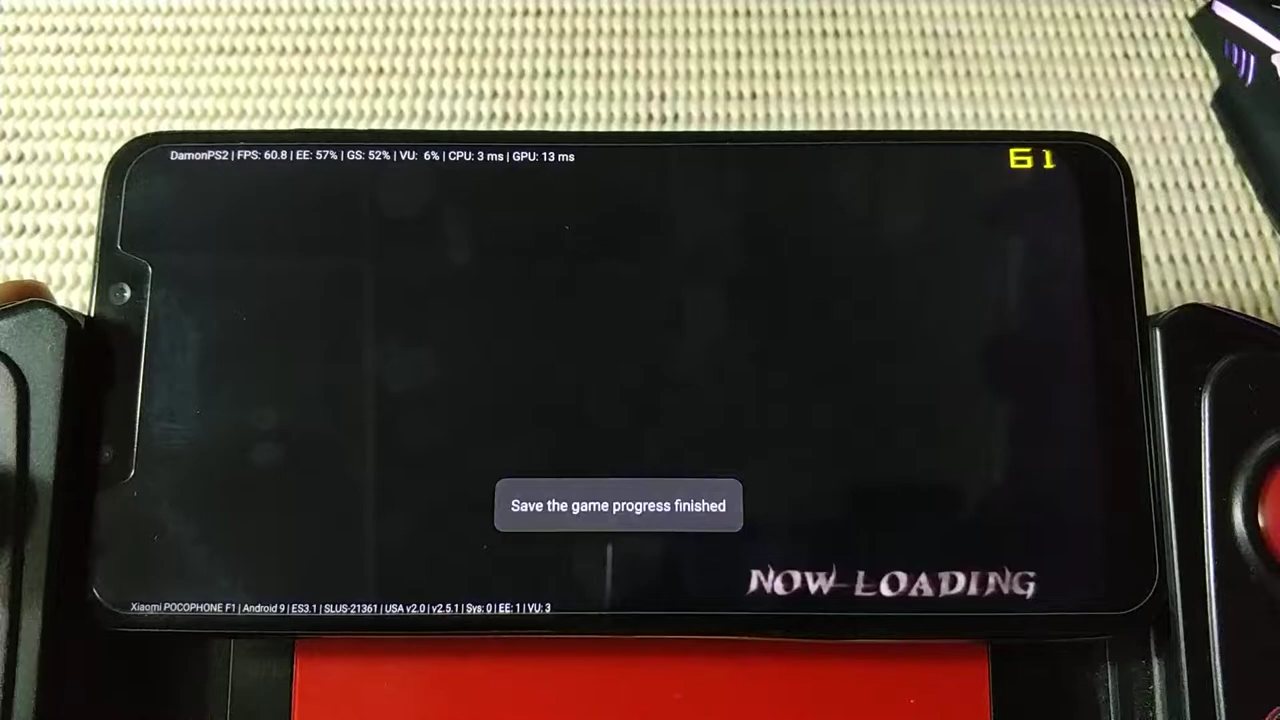 DamonPS2 | FPS: 60.8 | EE: 57% | GS: 52% | VU: 6% | CPU: 3 ms | GPU: 13 ms
61
Save the game progress finished
NOW LOADING
Xiaomi POCOPHONE F1 | Android 9 | ES3.1 | SLUS-21361 | USA v2.0 | v2.5.1 | Sys: 0 | EE: 1 | VU: 3